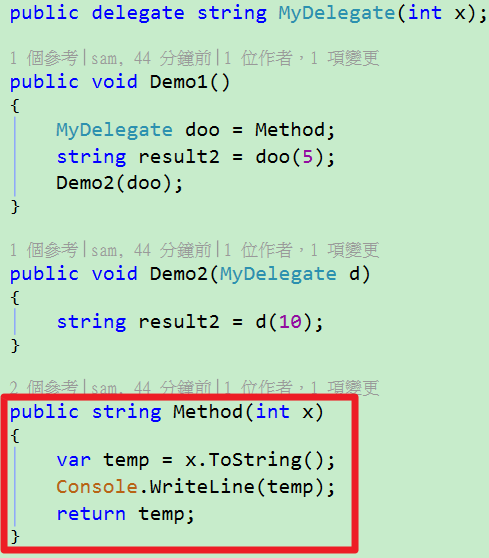 public delegate string MyDelegate(int x);
1 個參考|sam, 44 分鐘前|1 位作者，1 項變更
public void Demo1()
{
MyDelegate doo = Method;
string result2 = doo(5);
Demo2(doo);
}
1 個參考|sam, 44 分鐘前|1 位作者，1 項變更
public void Demo2(MyDelegate d)
{
string result2 = d(10);
}
2 個參考|sam, 44 分鐘前|1 位作者，1 項變更
public string Method(int x)
{
var temp = x.ToString();
Console.WriteLine(temp);
return temp;
}